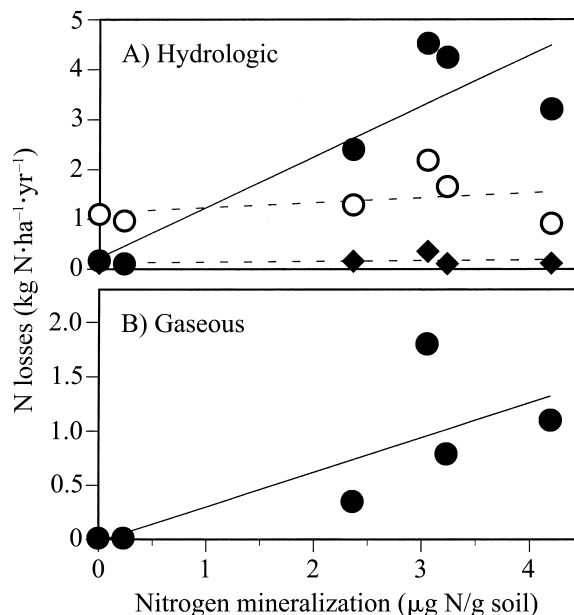 5
A) Hydrologic
4
3
2
1
0
N losses (kg N·ha⁻¹·yr⁻¹)
B) Gaseous
2.0
1.5
1.0
0.5
0
0 1 2 3 4
Nitrogen mineralization (μg N/g soil)